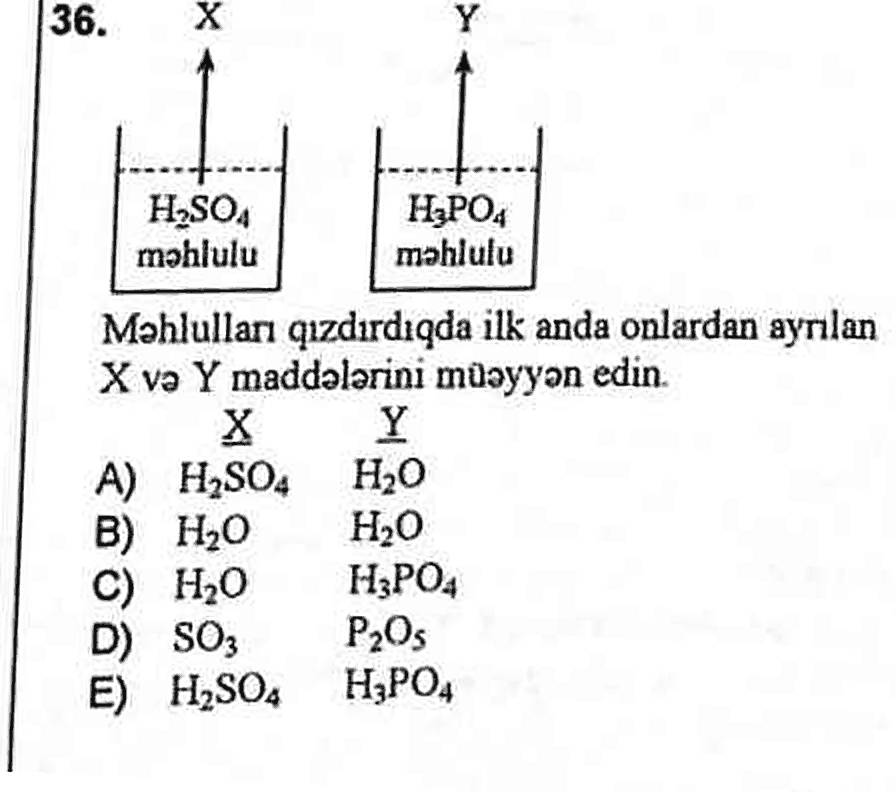 36. X Y
H₂SO₄ H₃PO₄
məhlulu məhlulu
Məhlulları qızdırdıqda ilk anda onlardan ayrılan
X və Y maddələrini müəyyən edin.
X Y
A) H₂SO₄ H₂O
B) H₂O H₂O
C) H₂O H₃PO₄
D) SO₃ P₂O₅
E) H₂SO₄ H₃PO₄